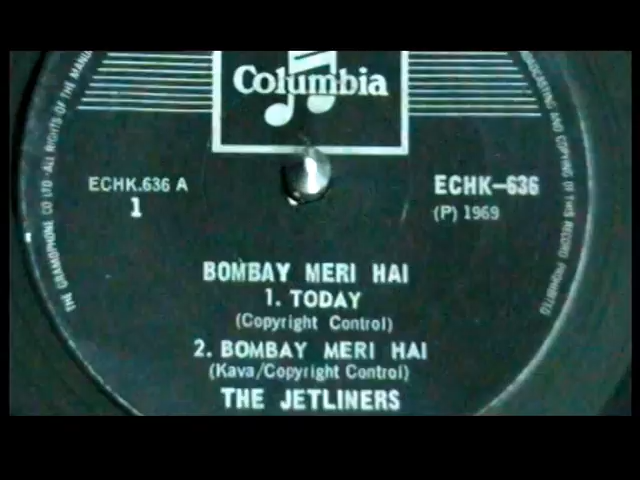 Columbia
ECHK.636 A
1
ECHK-636
(P) 1969
BOMBAY MERI HAI
1. TODAY
(Copyright Control)
2. BOMBAY MERI HAI
(Kava/Copyright Control)
THE JETLINERS
THE GRAMOPHONE CO LTD · ALL RIGHTS OF THE MANU
BROADCASTING AND COPYING OF THIS RECORD PROHIBITED